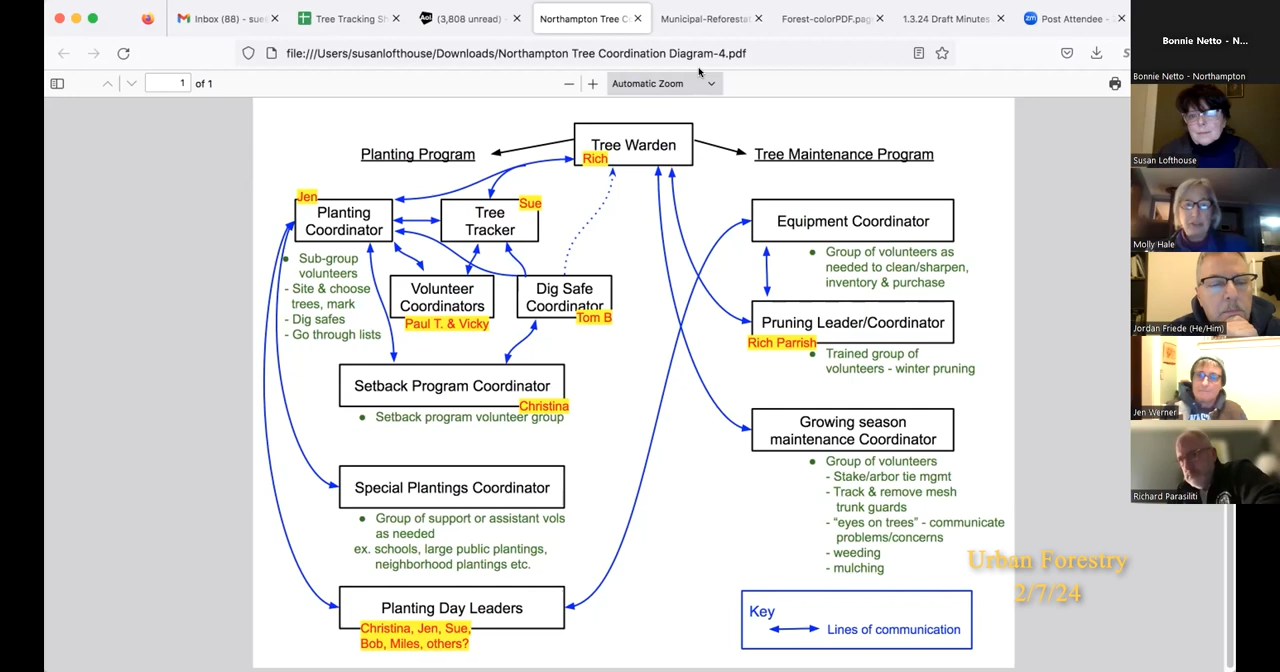 Inbox (88) - sue
Tree Tracking Sh
(3,808 unread) -
Northampton Tree C
Municipal-Reforestat
Forest-colorPDF.pag
1.3.24 Draft Minutes
Post Attendee -
file:///Users/susanlofthouse/Downloads/Northampton Tree Coordination Diagram-4.pdf
1
of 1
Automatic Zoom
Bonnie Netto - N...
Bonnie Netto - Northampton
Susan Lofthouse
Molly Hale
Jordan Friede (He/Him)
Jen Werner
Richard Parasiliti
Planting Program
Tree Warden
Rich
Tree Maintenance Program
Jen
Planting
Coordinator
Tree
Tracker
Sue
Sub-group
volunteers
- Site & choose
trees, mark
- Dig safes
- Go through lists
Volunteer
Coordinators
Paul T. & Vicky
Dig Safe
Coordinator
Tom B
Setback Program Coordinator
Christina
Setback program volunteer group
Special Plantings Coordinator
Group of support or assistant vols
as needed
ex. schools, large public plantings,
neighborhood plantings etc.
Planting Day Leaders
Christina, Jen, Sue,
Bob, Miles, others?
Equipment Coordinator
Group of volunteers as
needed to clean/sharpen,
inventory & purchase
Pruning Leader/Coordinator
Rich Parrish
Trained group of
volunteers - winter pruning
Growing season
maintenance Coordinator
Group of volunteers
- Stake/arbor tie mgmt
- Track & remove mesh
trunk guards
- "eyes on trees" - communicate
problems/concerns
- weeding
- mulching
Key
Lines of communication
Urban Forestry
2/7/24